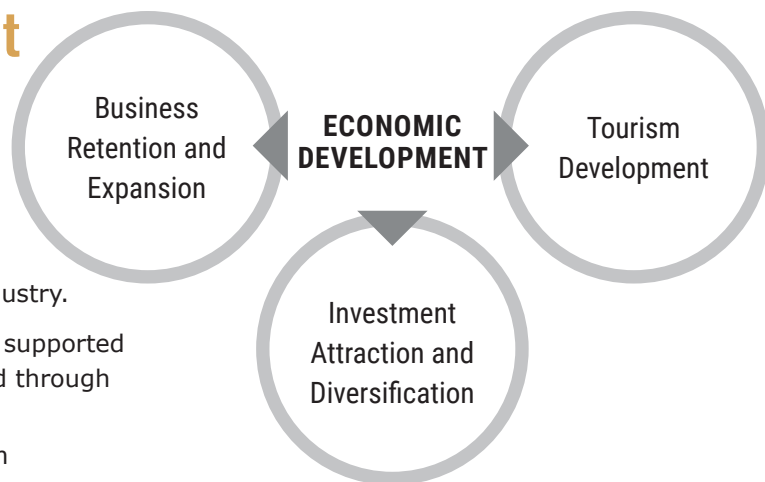 t
Business
Retention and
Expansion
ECONOMIC
DEVELOPMENT
Tourism
Development
Investment
Attraction and
Diversification
ustry.
supported
d through
n